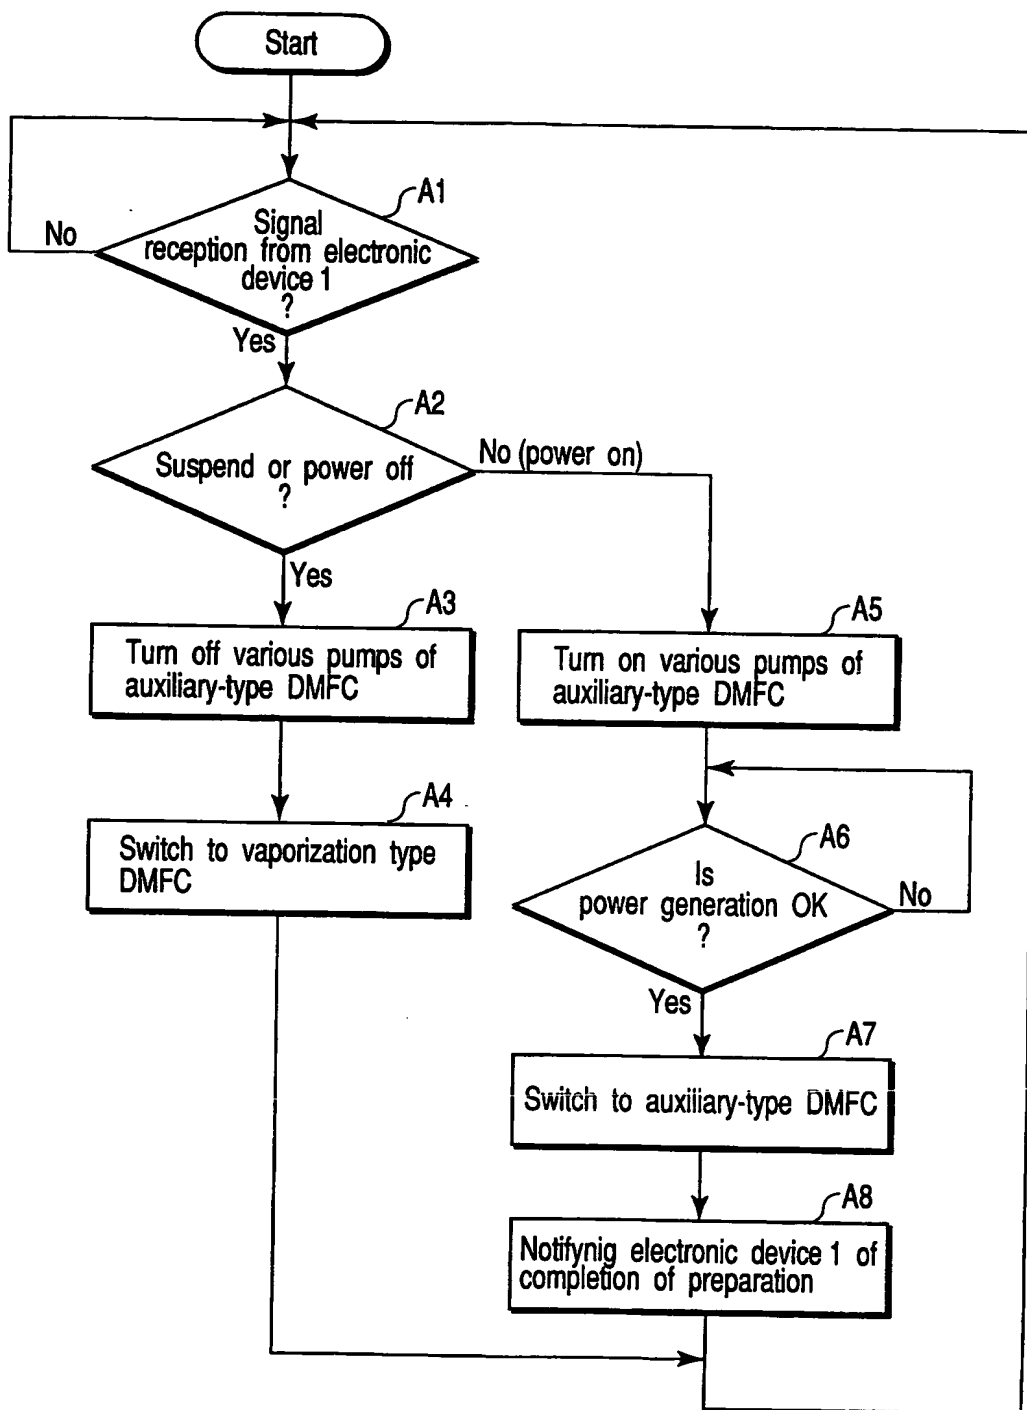 Start
A1
Signal
reception from electronic
device 1
?
No
Yes
A2
Suspend or power off
?
No (power on)
Yes
A3
Turn off various pumps of
auxiliary-type DMFC
A5
Turn on various pumps of
auxiliary-type DMFC
A4
Switch to vaporization type
DMFC
A6
Is
power generation OK
?
No
Yes
A7
Switch to auxiliary-type DMFC
A8
Notifynig electronic device 1 of
completion of preparation